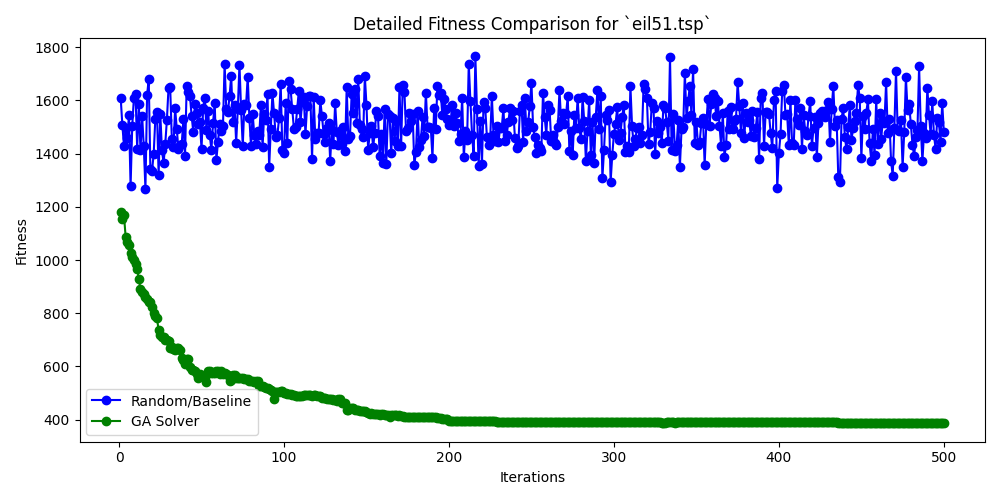 Detailed Fitness Comparison for `eil51.tsp`
Fitness
1800
1600
1400
1200
1000
800
600
400
Random/Baseline
GA Solver
0 100 200 300 400 500
Iterations